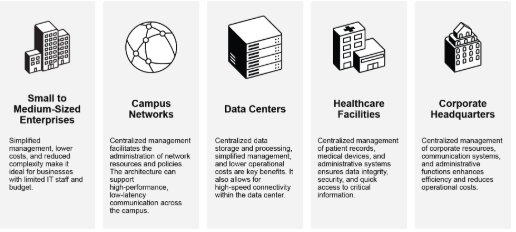 Small to
Medium-Sized
Enterprises
Simplified
management, lower
costs, and reduced
complexity make it
ideal for businesses
with limited IT staff and
budget.
Campus
Networks
Centralized management
facilitates the
administration of network
resources and policies.
The architecture can
support
high-performance,
low-latency
communication across
the campus.
Data Centers
Centralized data
storage and processing,
simplified management,
and lower operational
costs are key benefits. It
also allows for
high-speed connectivity
within the data center.
Healthcare
Facilities
Centralized management
of patient records,
medical devices, and
administrative systems
ensures data integrity,
security, and quick
access to critical
information.
Corporate
Headquarters
Centralized management
of corporate resources,
communication systems,
and administrative
functions enhances
efficiency and reduces
operational costs.